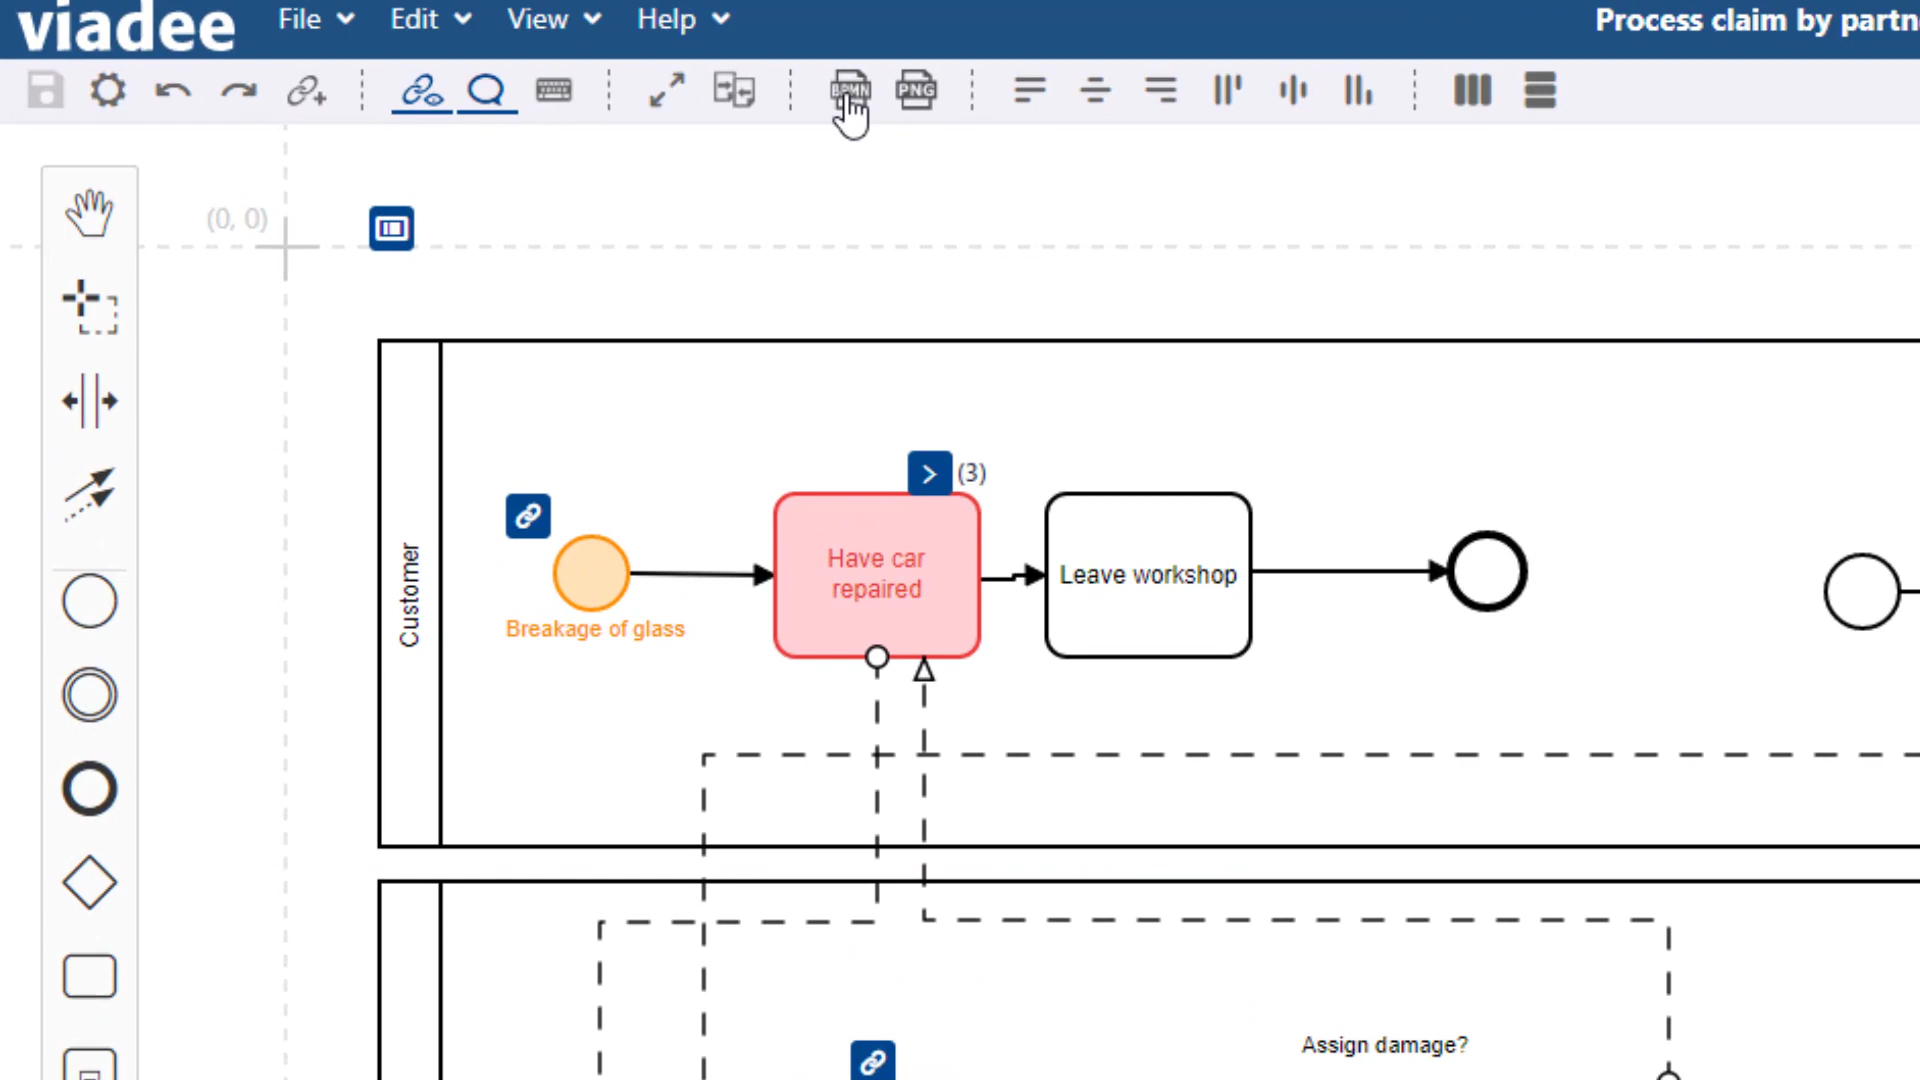 viadee
File
Edit
View
Help
Process claim by partn
BPMN
PNG
(0, 0)
(3)
Customer
Have car
repaired
Leave workshop
Breakage of glass
Assign damage?